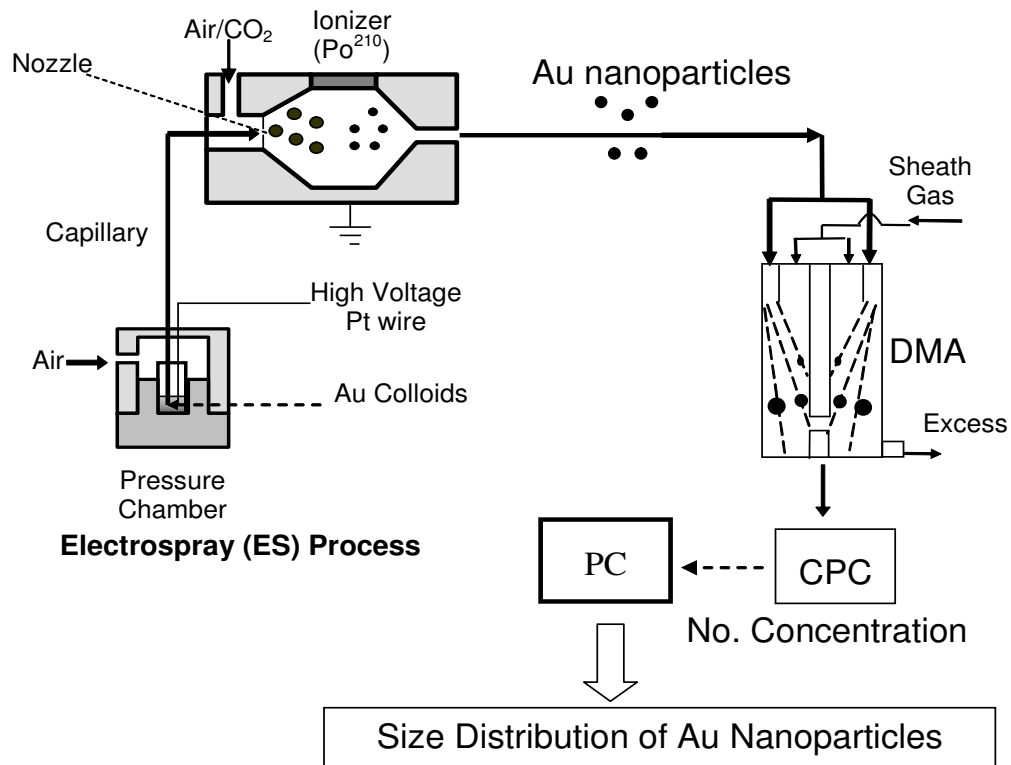 Air/CO2
Ionizer
(Po210)
Nozzle
Au nanoparticles
Sheath
Gas
Capillary
High Voltage
Pt wire
DMA
Air
Au Colloids
Excess
Pressure
Chamber
Electrospray (ES) Process
PC
CPC
No. Concentration
Size Distribution of Au Nanoparticles